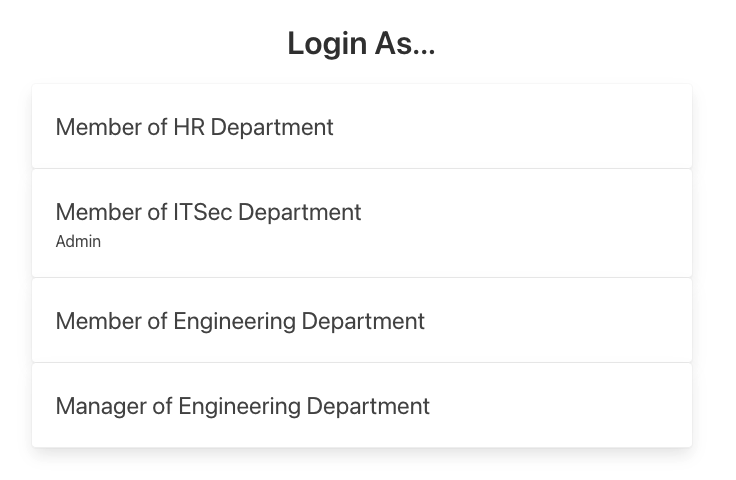 Login As...
Member of HR Department
Member of ITSec Department
Admin
Member of Engineering Department
Manager of Engineering Department